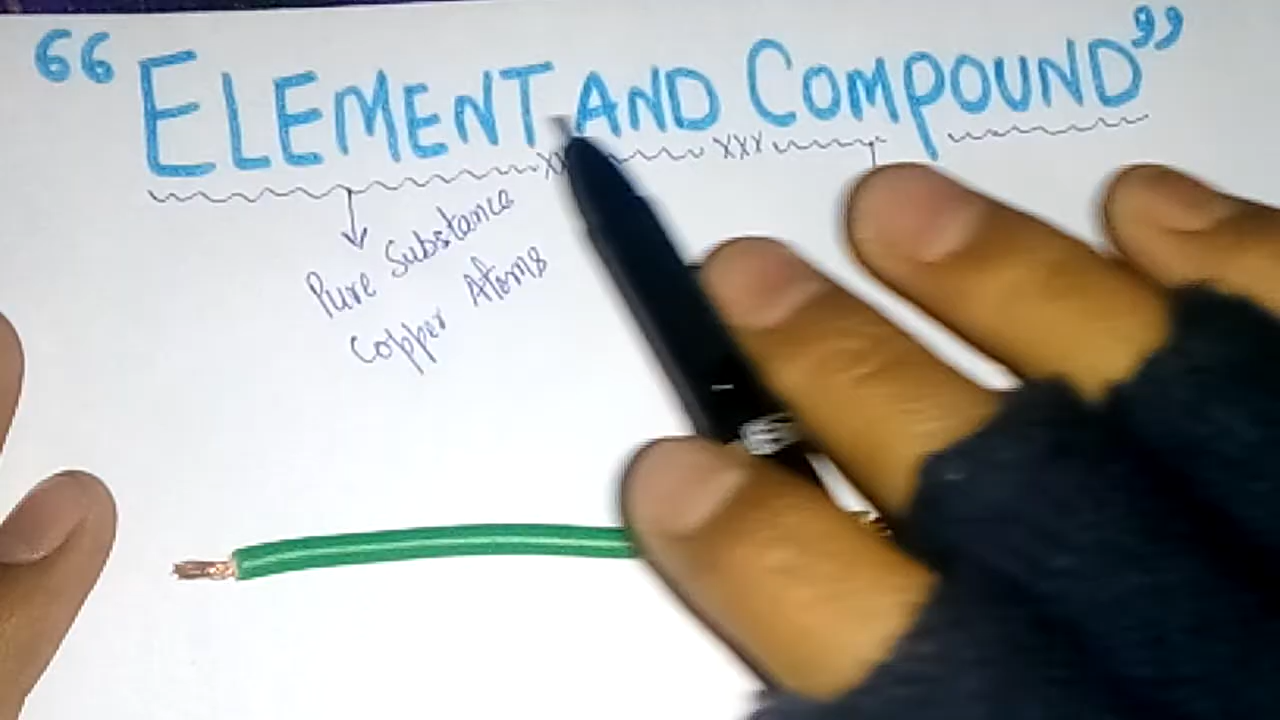 “ELEMENT AND COMPOUND”
Pure Substance
Copper Atoms